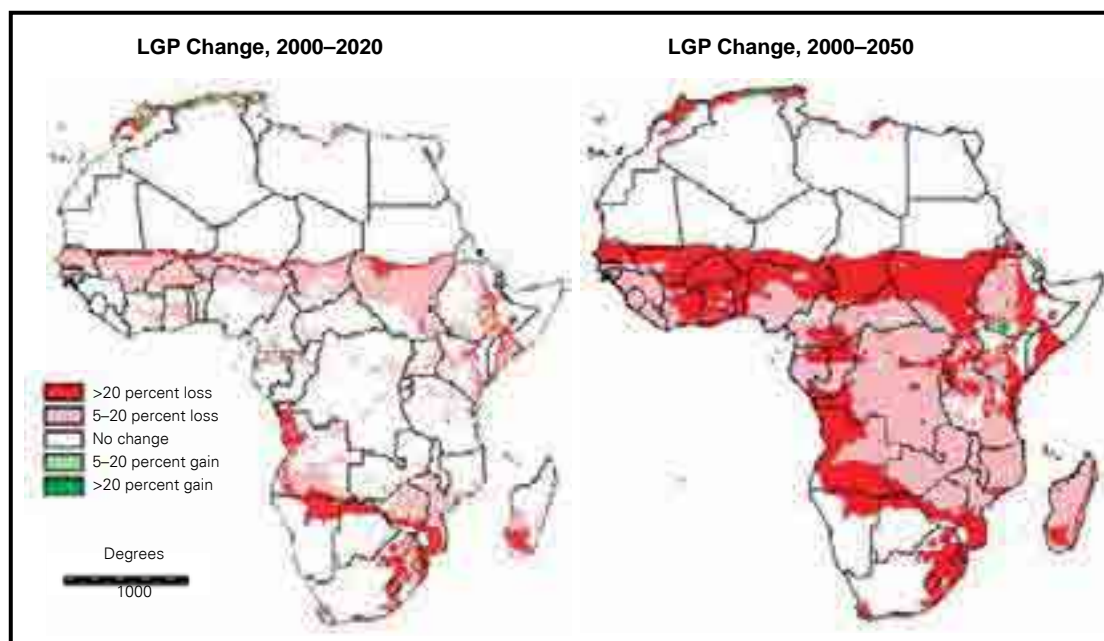 LGP Change, 2000–2020
LGP Change, 2000–2050
>20 percent loss
5–20 percent loss
No change
5–20 percent gain
>20 percent gain
Degrees
1000